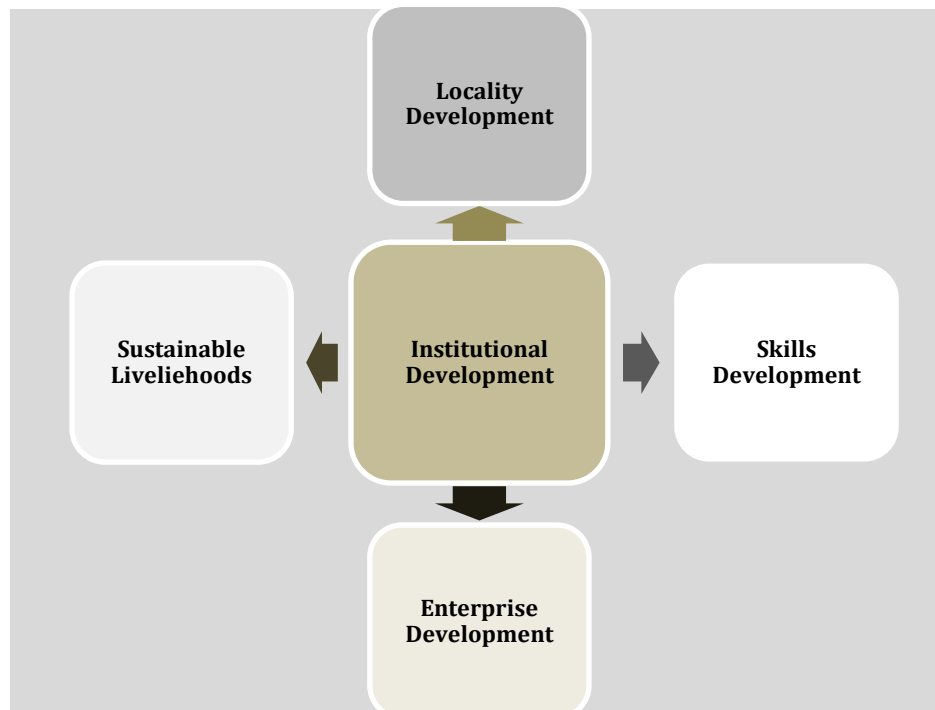 Locality
Development
Sustainable
Liveliehoods
Institutional
Development
Skills
Development
Enterprise
Development